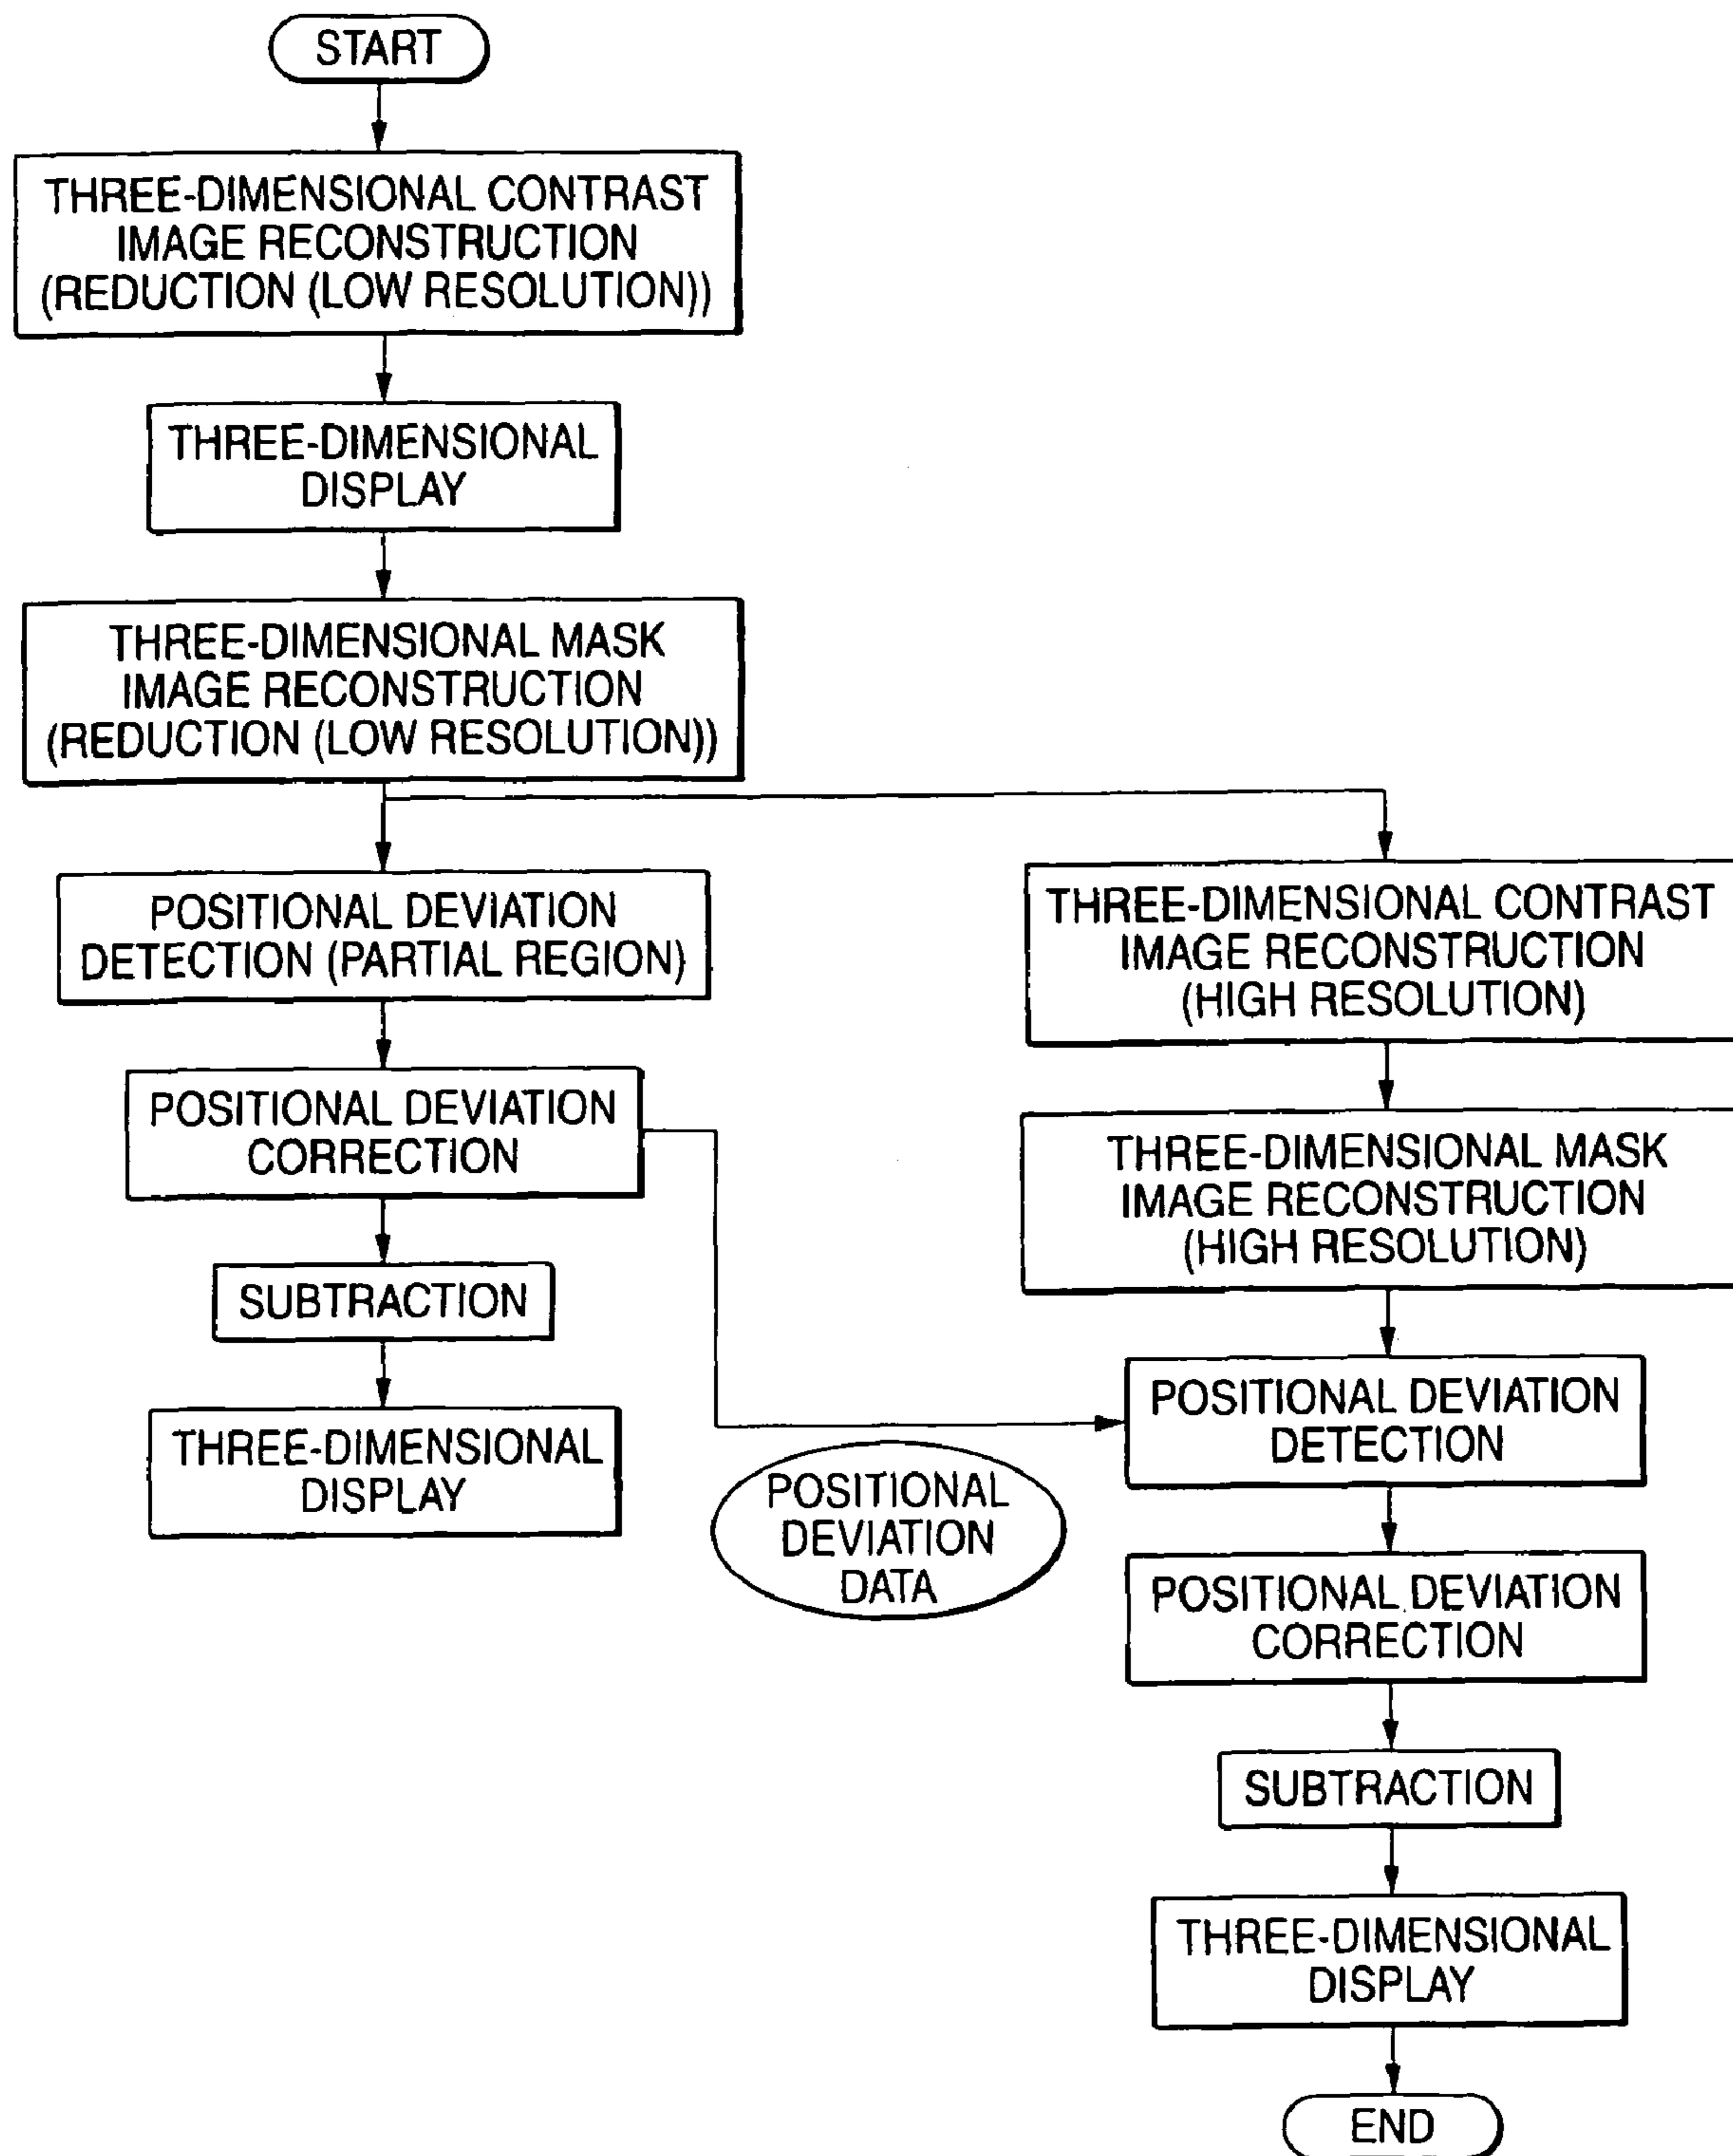 START
THREE-DIMENSIONAL CONTRAST
IMAGE RECONSTRUCTION
(REDUCTION (LOW RESOLUTION))
THREE-DIMENSIONAL
DISPLAY
THREE-DIMENSIONAL MASK
IMAGE RECONSTRUCTION
(REDUCTION (LOW RESOLUTION))
POSITIONAL DEVIATION
DETECTION (PARTIAL REGION)
POSITIONAL DEVIATION
CORRECTION
SUBTRACTION
THREE-DIMENSIONAL
DISPLAY
POSITIONAL
DEVIATION
DATA
THREE-DIMENSIONAL CONTRAST
IMAGE RECONSTRUCTION
(HIGH RESOLUTION)
THREE-DIMENSIONAL MASK
IMAGE RECONSTRUCTION
(HIGH RESOLUTION)
POSITIONAL DEVIATION
DETECTION
POSITIONAL DEVIATION
CORRECTION
SUBTRACTION
THREE-DIMENSIONAL
DISPLAY
END